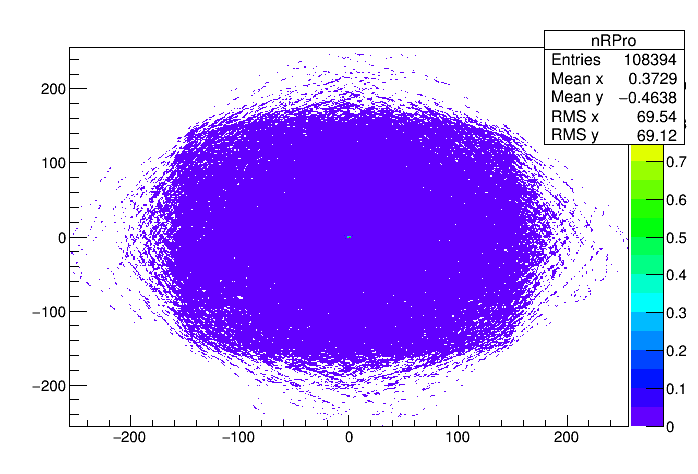 nRPro
Entries 108394
Mean x 0.3729
Mean y −0.4638
RMS x 69.54
RMS y 69.12
200
100
0
−100
−200
−200 −100 0 100 200
0.7
0.6
0.5
0.4
0.3
0.2
0.1
0